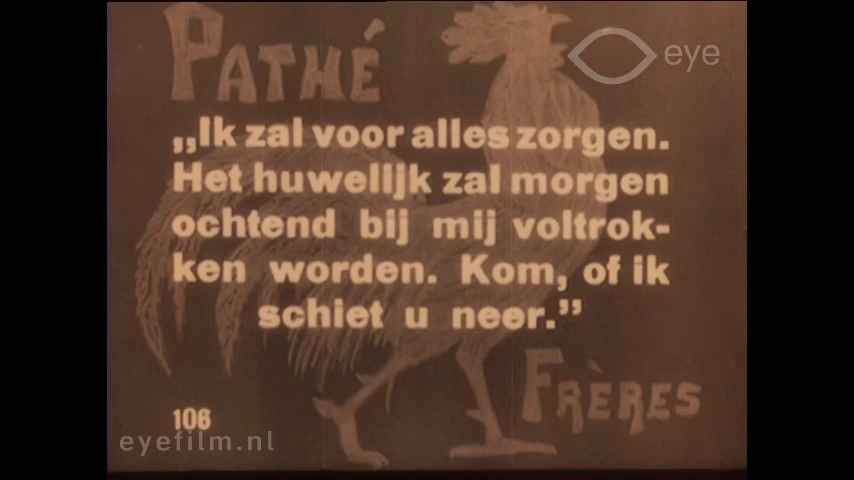 PATHÉ
eye
„Ik zal voor alles zorgen.
Het huwelijk zal morgen
ochtend bij mij voltrok-
ken worden. Kom, of ik
schiet u neer.”
FRÈRES
106
eyefilm.nl